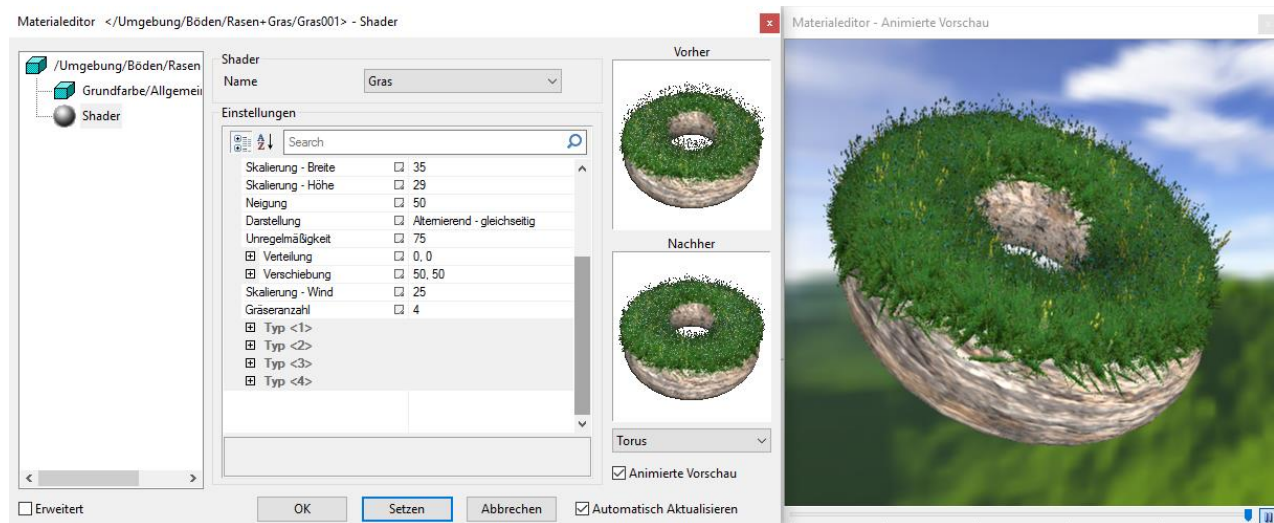 Materialeditor </Umgebung/Böden/Rasen+Gras/Gras001> - Shader
x
/Umgebung/Böden/Rasen
Grundfarbe/Allgemei
Shader
Shader
Name
Gras
Einstellungen
Search
Skalierung - Breite 35
Skalierung - Höhe 29
Neigung 50
Darstellung Alternierend - gleichseitig
Unregelmäßigkeit 75
Verteilung 0, 0
Verschiebung 50, 50
Skalierung - Wind 25
Gräseranzahl 4
Typ <1>
Typ <2>
Typ <3>
Typ <4>
Vorher
Nachher
Torus
Animierte Vorschau
Erweitert
OK
Setzen
Abbrechen
Automatisch Aktualisieren
Materialeditor - Animierte Vorschau